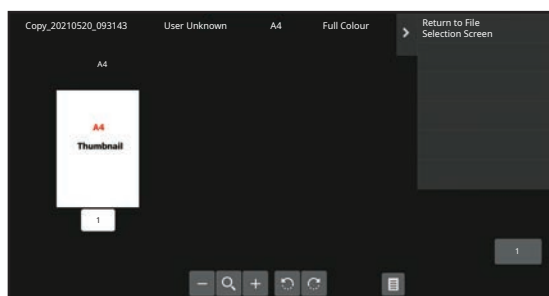 Copy_20210520_093143 User Unknown A4 Full Colour
Return to File
Selection Screen
A4
A4
Thumbnail
1
1